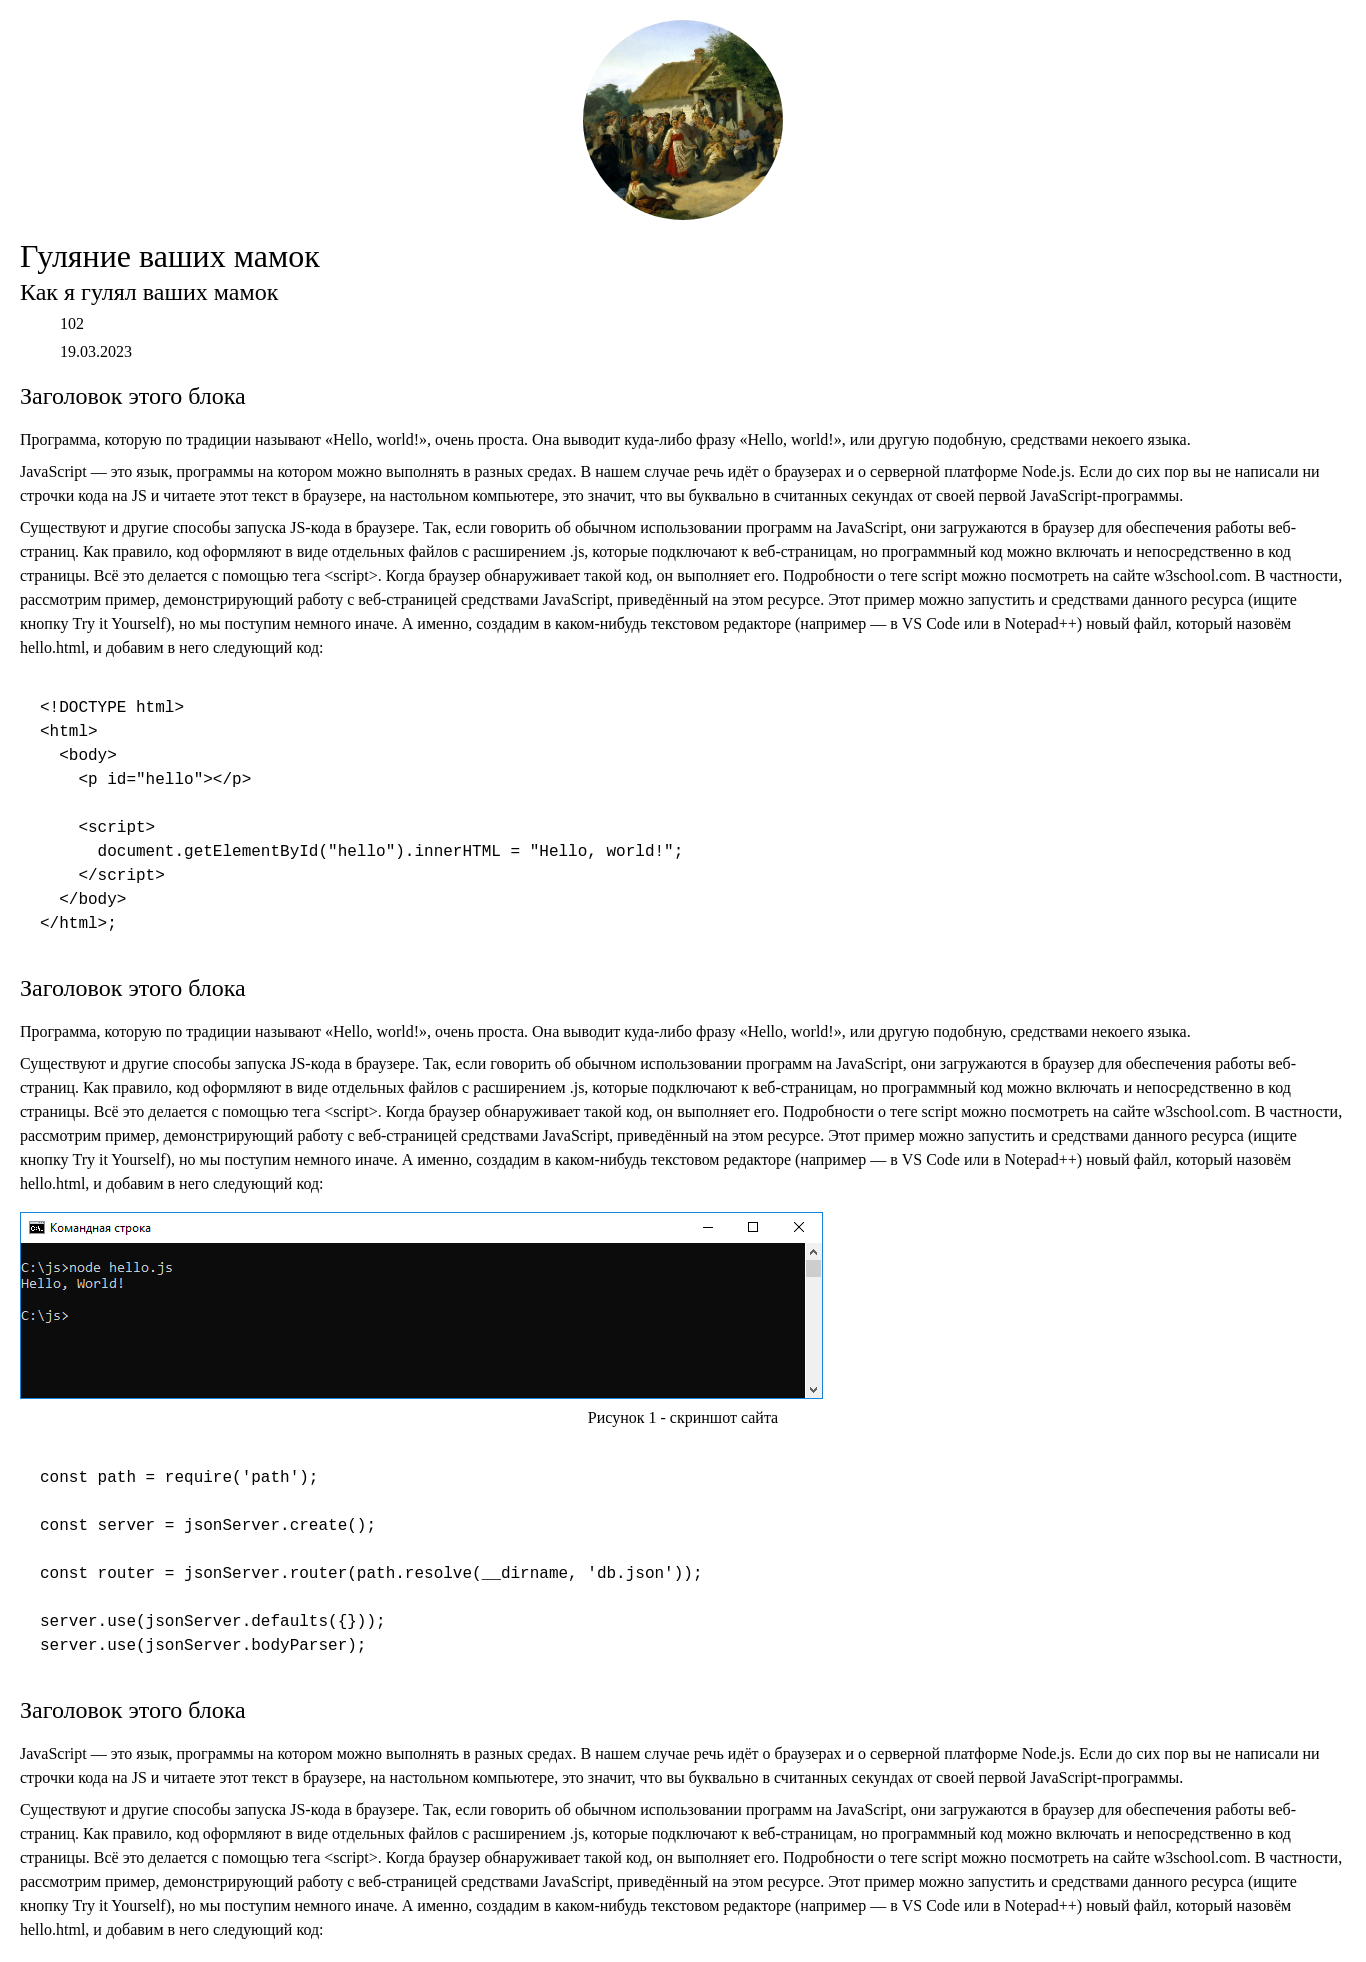 Гуляние ваших мамок
Как я гулял ваших мамок
102
19.03.2023
Заголовок этого блока
Программа, которую по традиции называют «Hello, world!», очень проста. Она выводит куда-либо фразу «Hello, world!», или другую подобную, средствами некоего языка.
JavaScript — это язык, программы на котором можно выполнять в разных средах. В нашем случае речь идёт о браузерах и о серверной платформе Node.js. Если до сих пор вы не написали ни
строчки кода на JS и читаете этот текст в браузере, на настольном компьютере, это значит, что вы буквально в считанных секундах от своей первой JavaScript-программы.
Существуют и другие способы запуска JS-кода в браузере. Так, если говорить об обычном использовании программ на JavaScript, они загружаются в браузер для обеспечения работы веб-
страниц. Как правило, код оформляют в виде отдельных файлов с расширением .js, которые подключают к веб-страницам, но программный код можно включать и непосредственно в код
страницы. Всё это делается с помощью тега <script>. Когда браузер обнаруживает такой код, он выполняет его. Подробности о теге script можно посмотреть на сайте w3school.com. В частности,
рассмотрим пример, демонстрирующий работу с веб-страницей средствами JavaScript, приведённый на этом ресурсе. Этот пример можно запустить и средствами данного ресурса (ищите
кнопку Try it Yourself), но мы поступим немного иначе. А именно, создадим в каком-нибудь текстовом редакторе (например — в VS Code или в Notepad++) новый файл, который назовём
hello.html, и добавим в него следующий код:
<!DOCTYPE html>
<html>
  <body>
    <p id="hello"></p>

    <script>
      document.getElementById("hello").innerHTML = "Hello, world!";
    </script>
  </body>
</html>;
Заголовок этого блока
Программа, которую по традиции называют «Hello, world!», очень проста. Она выводит куда-либо фразу «Hello, world!», или другую подобную, средствами некоего языка.
Существуют и другие способы запуска JS-кода в браузере. Так, если говорить об обычном использовании программ на JavaScript, они загружаются в браузер для обеспечения работы веб-
страниц. Как правило, код оформляют в виде отдельных файлов с расширением .js, которые подключают к веб-страницам, но программный код можно включать и непосредственно в код
страницы. Всё это делается с помощью тега <script>. Когда браузер обнаруживает такой код, он выполняет его. Подробности о теге script можно посмотреть на сайте w3school.com. В частности,
рассмотрим пример, демонстрирующий работу с веб-страницей средствами JavaScript, приведённый на этом ресурсе. Этот пример можно запустить и средствами данного ресурса (ищите
кнопку Try it Yourself), но мы поступим немного иначе. А именно, создадим в каком-нибудь текстовом редакторе (например — в VS Code или в Notepad++) новый файл, который назовём
hello.html, и добавим в него следующий код:
Командная строка
C:\js>node hello.js
Hello, World!
C:\js>
Рисунок 1 - скриншот сайта
const path = require('path');

const server = jsonServer.create();

const router = jsonServer.router(path.resolve(__dirname, 'db.json'));

server.use(jsonServer.defaults({}));
server.use(jsonServer.bodyParser);
Заголовок этого блока
JavaScript — это язык, программы на котором можно выполнять в разных средах. В нашем случае речь идёт о браузерах и о серверной платформе Node.js. Если до сих пор вы не написали ни
строчки кода на JS и читаете этот текст в браузере, на настольном компьютере, это значит, что вы буквально в считанных секундах от своей первой JavaScript-программы.
Существуют и другие способы запуска JS-кода в браузере. Так, если говорить об обычном использовании программ на JavaScript, они загружаются в браузер для обеспечения работы веб-
страниц. Как правило, код оформляют в виде отдельных файлов с расширением .js, которые подключают к веб-страницам, но программный код можно включать и непосредственно в код
страницы. Всё это делается с помощью тега <script>. Когда браузер обнаруживает такой код, он выполняет его. Подробности о теге script можно посмотреть на сайте w3school.com. В частности,
рассмотрим пример, демонстрирующий работу с веб-страницей средствами JavaScript, приведённый на этом ресурсе. Этот пример можно запустить и средствами данного ресурса (ищите
кнопку Try it Yourself), но мы поступим немного иначе. А именно, создадим в каком-нибудь текстовом редакторе (например — в VS Code или в Notepad++) новый файл, который назовём
hello.html, и добавим в него следующий код: